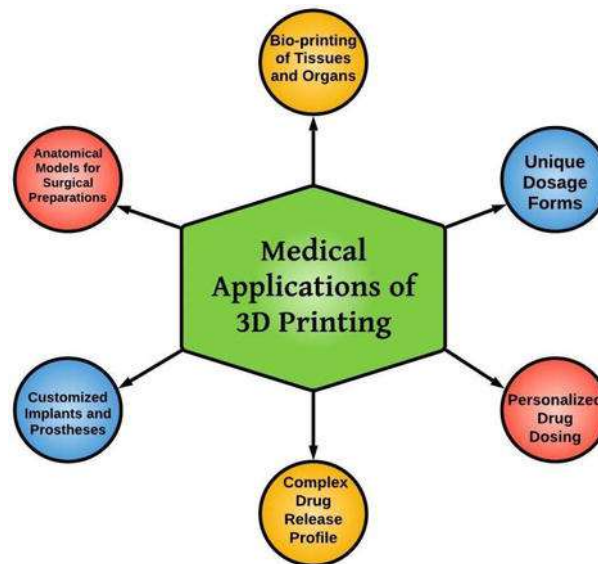 Bio-printing
of Tissues
and Organs
Anatomical
Models for
Surgical
Preparations
Unique
Dosage
Forms
Medical
Applications of
3D Printing
Customized
Implants and
Prostheses
Personalized
Drug
Dosing
Complex
Drug
Release
Profile